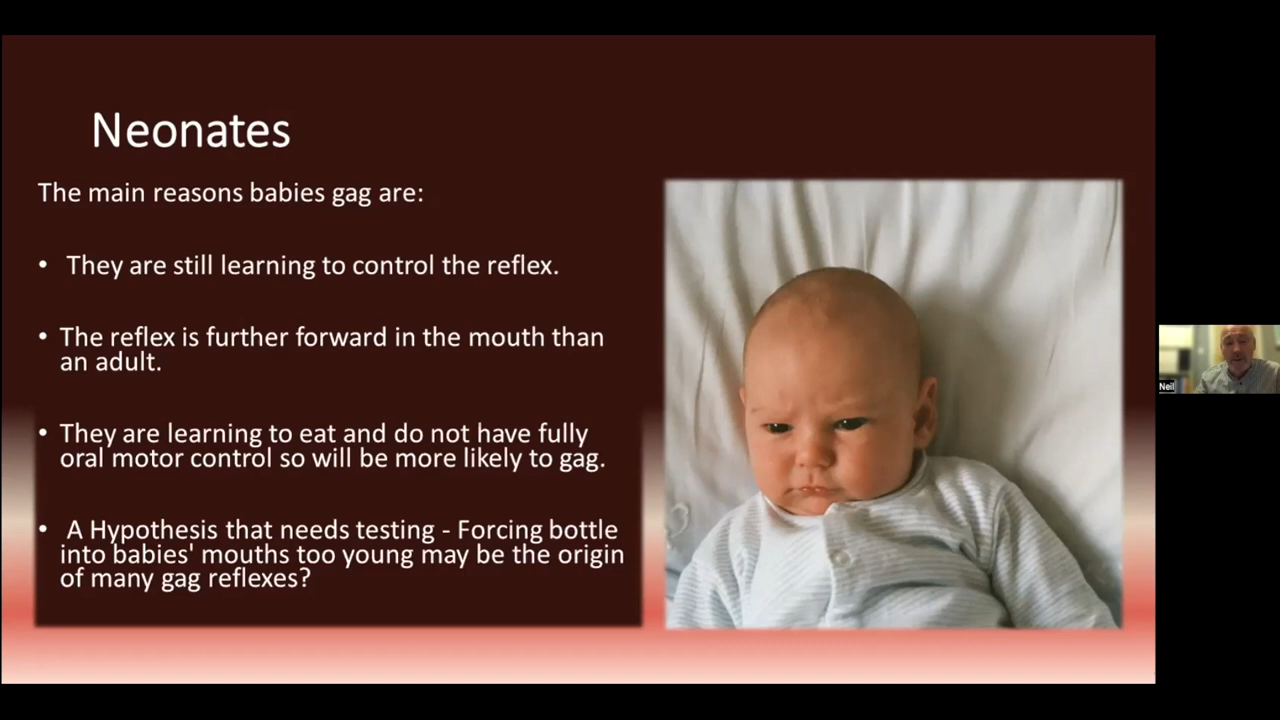 Neonates
The main reasons babies gag are:
• They are still learning to control the reflex.
• The reflex is further forward in the mouth than
an adult.
• They are learning to eat and do not have fully
oral motor control so will be more likely to gag.
• A Hypothesis that needs testing - Forcing bottle
into babies' mouths too young may be the origin
of many gag reflexes?
Neil